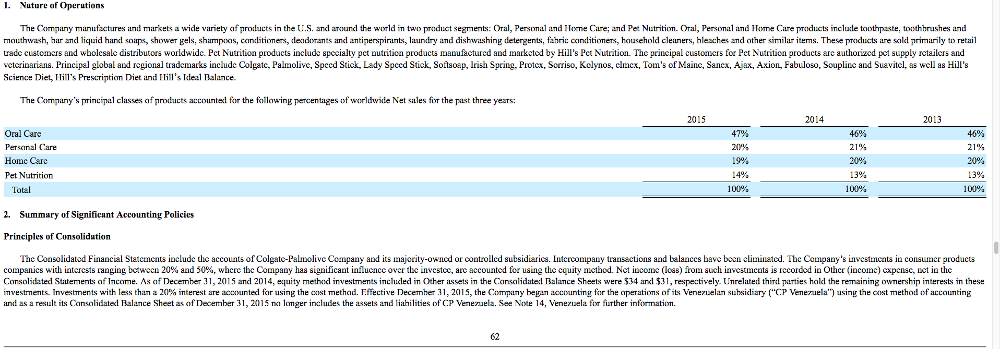 1. Nature of Operations
The Company manufactures and markets a wide variety of products in the U.S. and around the world in two product segments: Oral, Personal and Home Care; and Pet Nutrition. Oral, Personal and Home Care products include toothpaste, toothbrushes and
mouthwash, bar and liquid hand soaps, shower gels, shampoos, conditioners, deodorants and antiperspirants, laundry and dishwashing detergents, fabric conditioners, household cleaners, bleaches and other similar items. These products are sold primarily to retail
trade customers and wholesale distributors worldwide. Pet Nutrition products include specialty pet nutrition products manufactured and marketed by Hill’s Pet Nutrition. The principal customers for Pet Nutrition products are authorized pet supply retailers and
veterinarians. Principal global and regional trademarks include Colgate, Palmolive, Speed Stick, Lady Speed Stick, Softsoap, Irish Spring, Protex, Sorriso, Kolynos, elmex, Tom’s of Maine, Sanex, Ajax, Axion, Fabuloso, Soupline and Suavitel, as well as Hill’s
Science Diet, Hill’s Prescription Diet and Hill’s Ideal Balance.
The Company’s principal classes of products accounted for the following percentages of worldwide Net sales for the past three years:
2015 2014 2013
Oral Care 47% 46% 46%
Personal Care 20% 21% 21%
Home Care 19% 20% 20%
Pet Nutrition 14% 13% 13%
Total 100% 100% 100%
2. Summary of Significant Accounting Policies
Principles of Consolidation
The Consolidated Financial Statements include the accounts of Colgate-Palmolive Company and its majority-owned or controlled subsidiaries. Intercompany transactions and balances have been eliminated. The Company’s investments in consumer products
companies with interests ranging between 20% and 50%, where the Company has significant influence over the investee, are accounted for using the equity method. Net income (loss) from such investments is recorded in Other (income) expense, net in the
Consolidated Statements of Income. As of December 31, 2015 and 2014, equity method investments included in Other assets in the Consolidated Balance Sheets were $34 and $31, respectively. Unrelated third parties hold the remaining ownership interests in these
investments. Investments with less than a 20% interest are accounted for using the cost method. Effective December 31, 2015, the Company began accounting for the operations of its Venezuelan subsidiary (“CP Venezuela”) using the cost method of accounting
and as a result its Consolidated Balance Sheet as of December 31, 2015 no longer includes the assets and liabilities of CP Venezuela. See Note 14, Venezuela for further information.
62